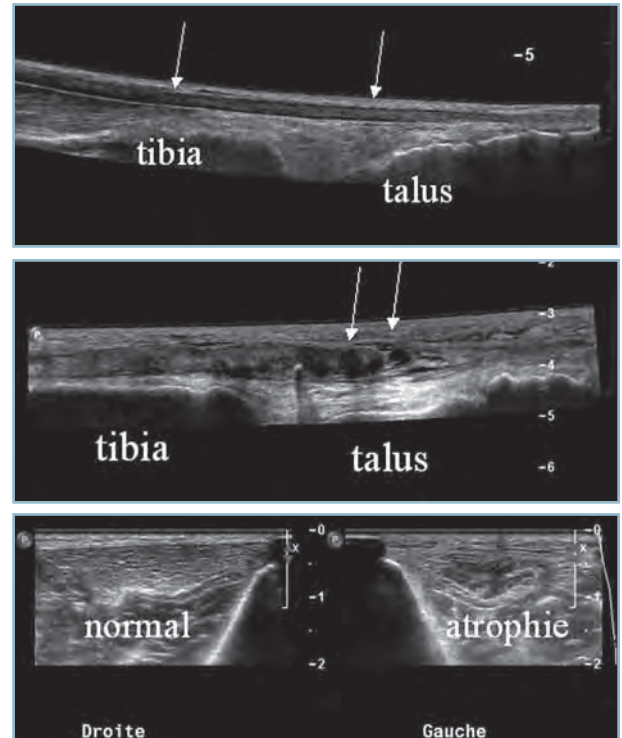 -5
tibia
talus
-2
-3
P
-4
tibia
talus
-5
-6
-0 -0
P X P X
-1 -1
normal atrophie
-2 -2
Droite Gauche